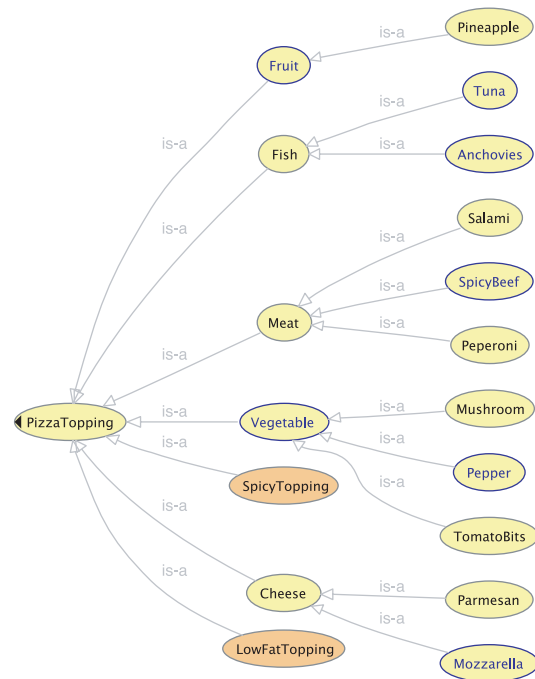 Pineapple
is-a
Fruit
Tuna
is-a
is-a
Fish
is-a
Anchovies
Salami
is-a
is-a
SpicyBeef
is-a
Meat
is-a
Peperoni
is-a
Mushroom
is-a
PizzaTopping
is-a
Vegetable
is-a
is-a
Pepper
SpicyTopping
is-a
is-a
TomatoBits
is-a
Cheese
is-a
Parmesan
is-a
LowFatTopping
Mozzarella